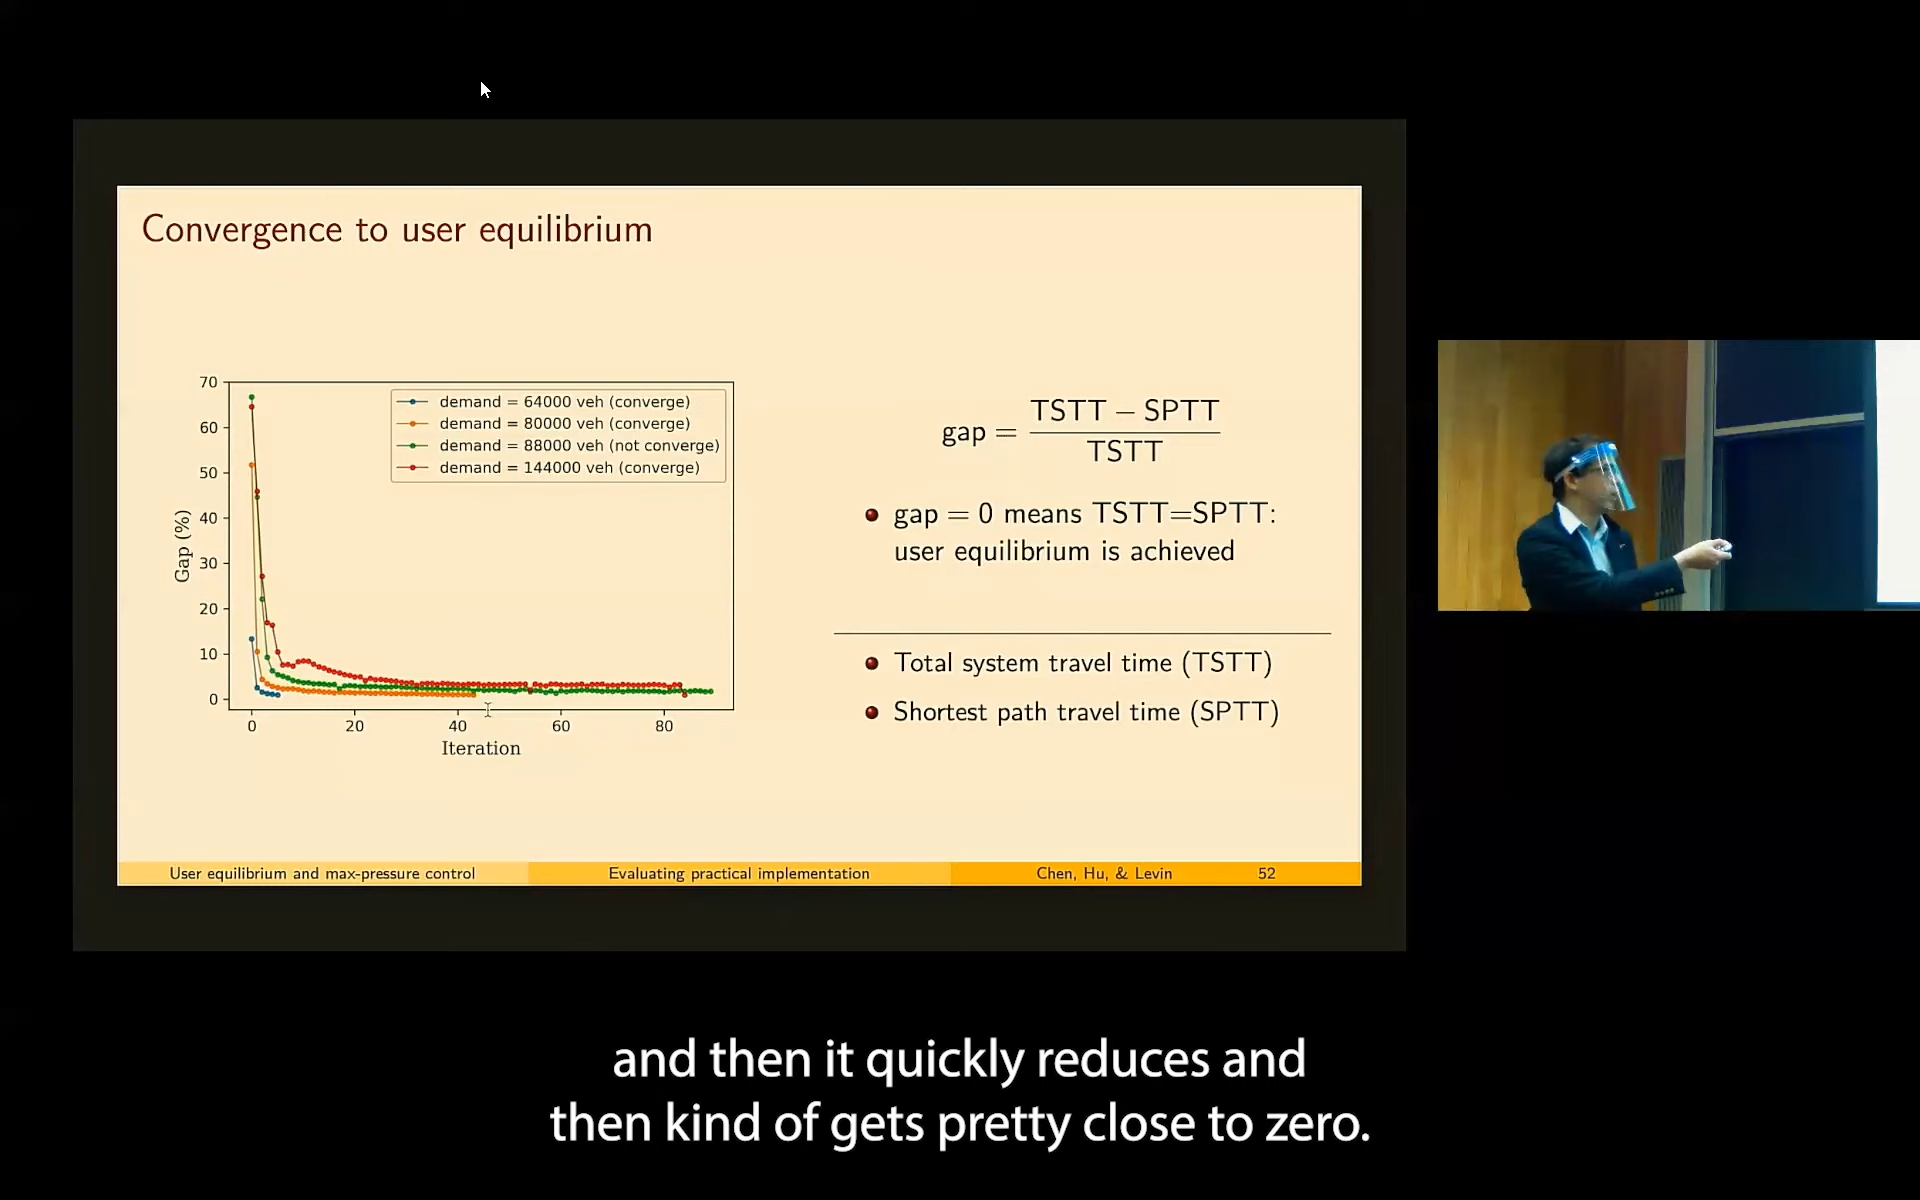 Convergence to user equilibrium
70
60
50
40
30
20
10
0
Gap (%)
demand = 64000 veh (converge)
demand = 80000 veh (converge)
demand = 88000 veh (not converge)
demand = 144000 veh (converge)
0 20 40 60 80
Iteration
gap = TSTT − SPTT
TSTT
gap = 0 means TSTT=SPTT:
user equilibrium is achieved
Total system travel time (TSTT)
Shortest path travel time (SPTT)
User equilibrium and max-pressure control Evaluating practical implementation Chen, Hu, & Levin 52
and then it quickly reduces and
then kind of gets pretty close to zero.